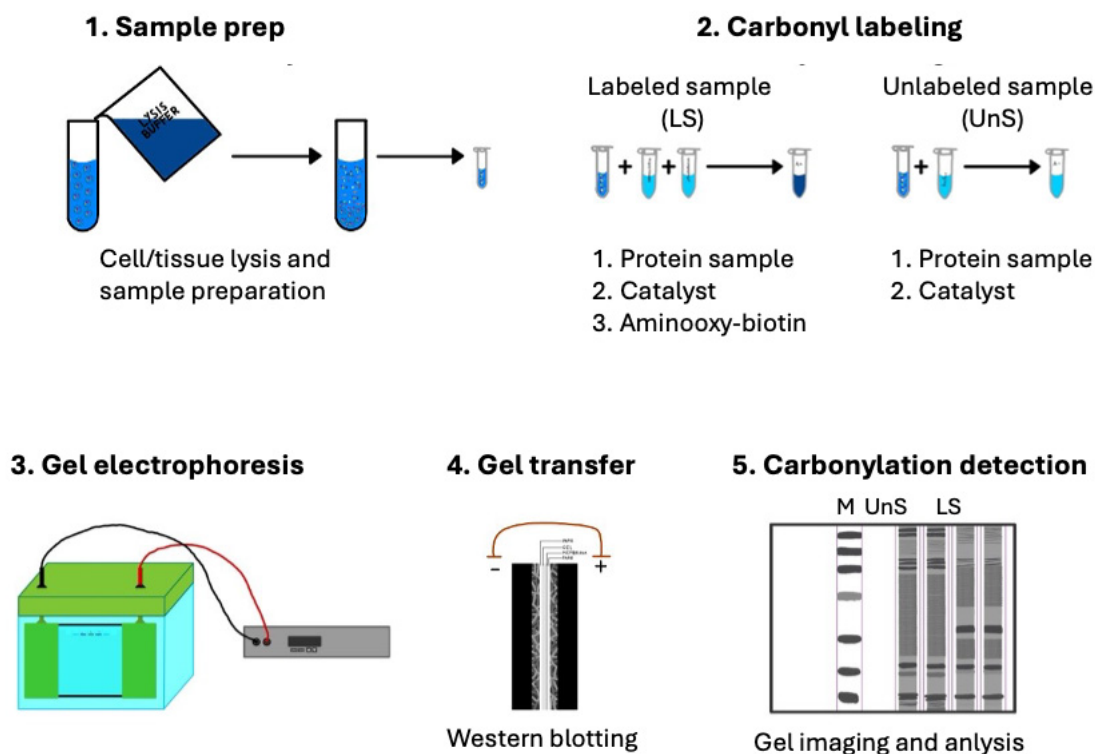 1. Sample prep
2. Carbonyl labeling
LYSIS
BUFFER
Labeled sample
(LS)
Unlabeled sample
(UnS)
+
+
+
Cell/tissue lysis and
sample preparation
1. Protein sample
2. Catalyst
3. Aminooxy-biotin
1. Protein sample
2. Catalyst
3. Gel electrophoresis
4. Gel transfer
5. Carbonylation detection
M UnS LS
- +
Western blotting
Gel imaging and anlysis